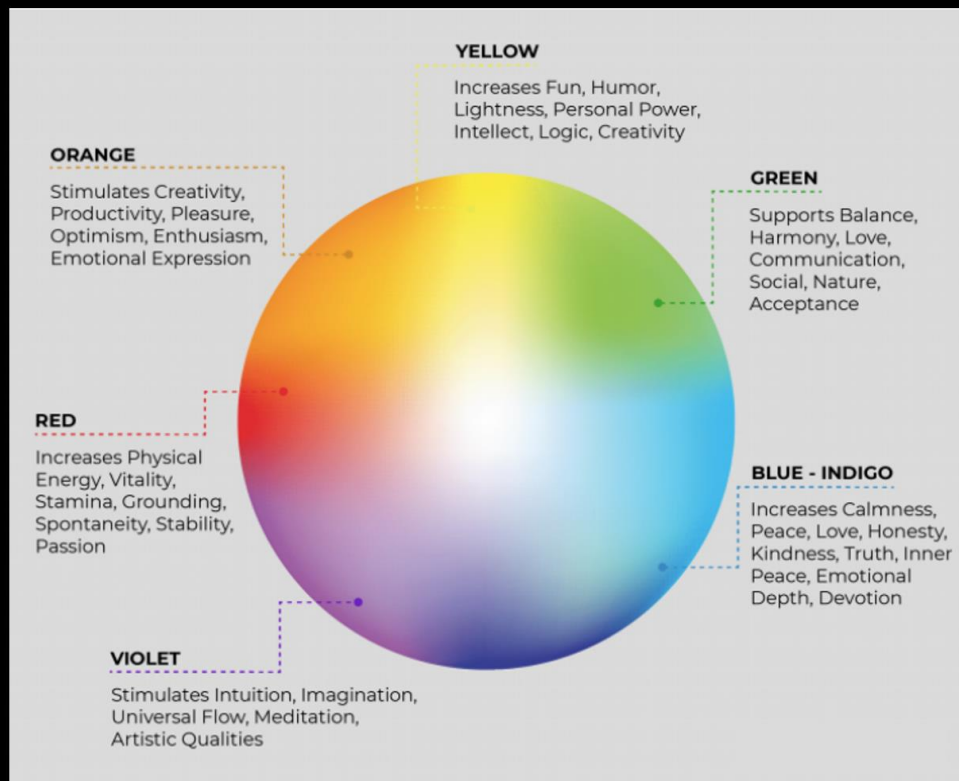 YELLOW
Increases Fun, Humor,
Lightness, Personal Power,
Intellect, Logic, Creativity
ORANGE
Stimulates Creativity,
Productivity, Pleasure,
Optimism, Enthusiasm,
Emotional Expression
GREEN
Supports Balance,
Harmony, Love,
Communication,
Social, Nature,
Acceptance
RED
Increases Physical
Energy, Vitality,
Stamina, Grounding,
Spontaneity, Stability,
Passion
BLUE - INDIGO
Increases Calmness,
Peace, Love, Honesty,
Kindness, Truth, Inner
Peace, Emotional
Depth, Devotion
VIOLET
Stimulates Intuition, Imagination,
Universal Flow, Meditation,
Artistic Qualities